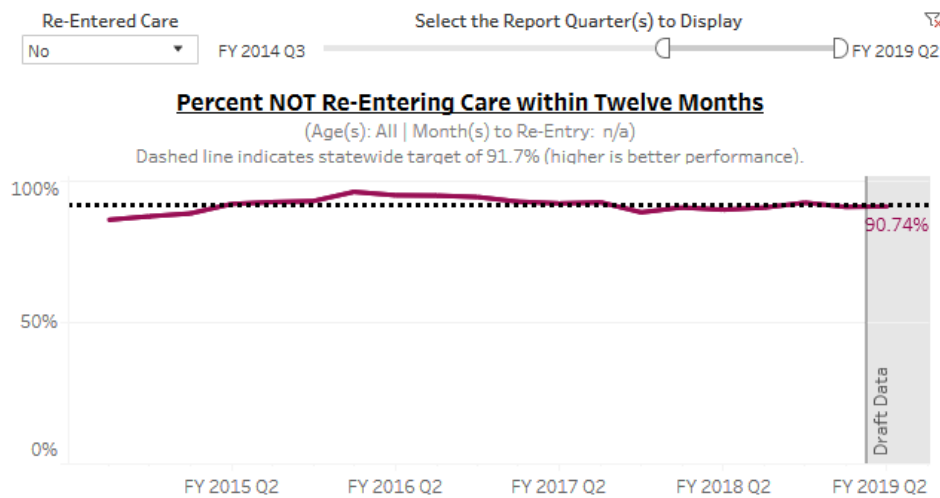 Re-Entered Care
Select the Report Quarter(s) to Display
No
FY 2014 Q3
FY 2019 Q2
Percent NOT Re-Entering Care within Twelve Months
(Age(s): All | Month(s) to Re-Entry: n/a)
Dashed line indicates statewide target of 91.7% (higher is better performance).
100%
90.74%
50%
Draft Data
0%
FY 2015 Q2
FY 2016 Q2
FY 2017 Q2
FY 2018 Q2
FY 2019 Q2